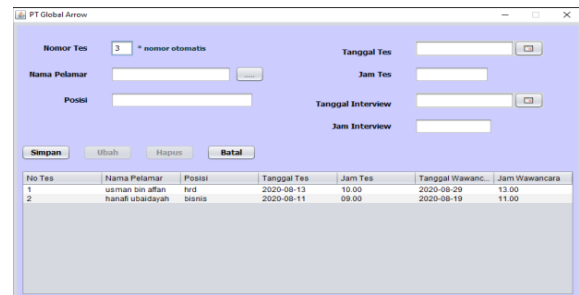 PT Global Arrow
Nomor Tes 3 * nomor otomatis Tanggal Tes
Nama Pelamar ... Jam Tes
Posisi Tanggal Interview
Jam Interview
Simpan Ubah Hapus Batal
No Tes Nama Pelamar Posisi Tanggal Tes Jam Tes Tanggal Wawanc... Jam Wawancara
1 usman bin affan hrd 2020-08-13 10.00 2020-08-29 13.00
2 hanafi ubaidayah bisnis 2020-08-11 09.00 2020-08-19 11.00